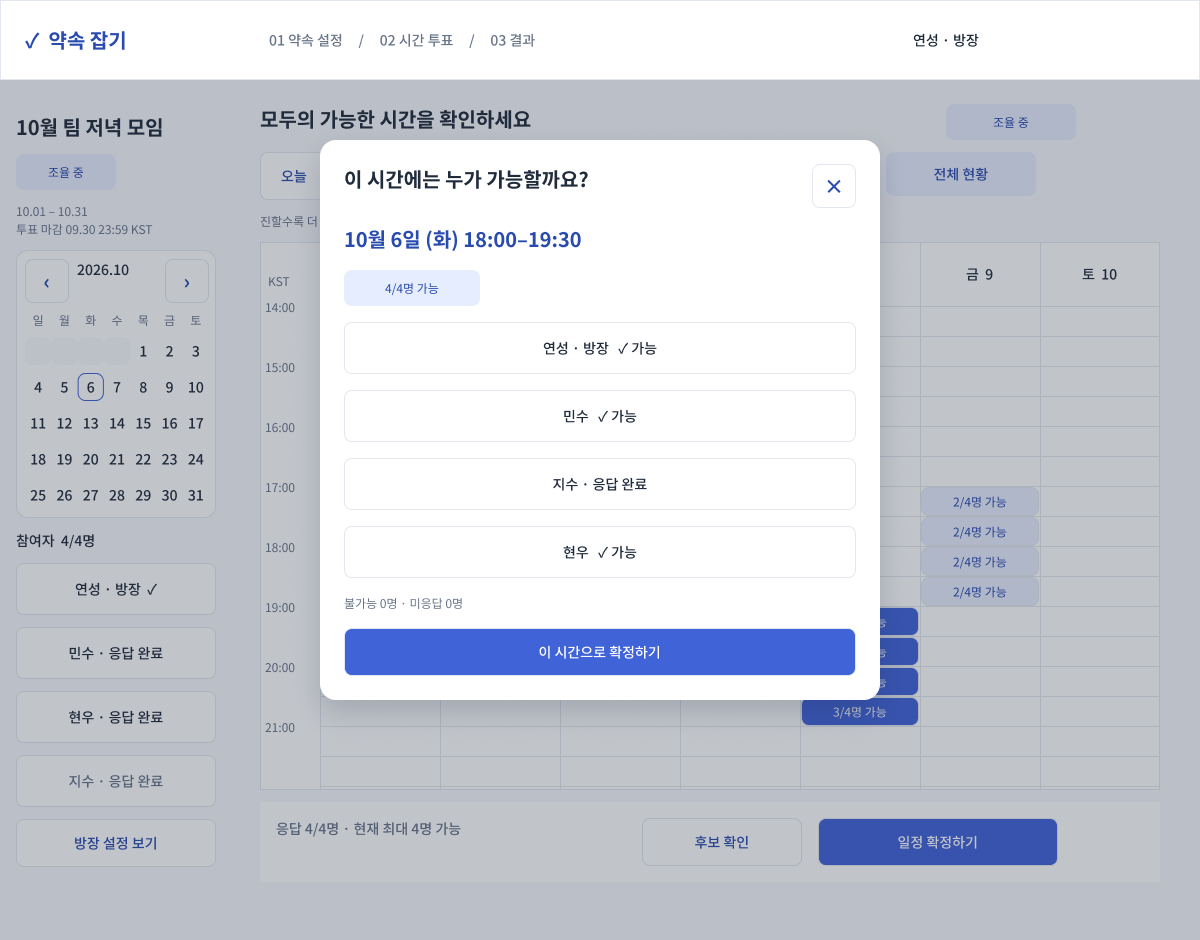 ✓ 약속 잡기
01 약속 설정 / 02 시간 투표 / 03 결과
연성 · 방장
10월 팀 저녁 모임
조율 중
10.01 – 10.31
투표 마감 09.30 23:59 KST
‹ 2026.10 ›
일 월 화 수 목 금 토
1 2 3
4 5 6 7 8 9 10
11 12 13 14 15 16 17
18 19 20 21 22 23 24
25 26 27 28 29 30 31
참여자 4/4명
연성 · 방장 ✓
민수 · 응답 완료
현우 · 응답 완료
지수 · 응답 완료
방장 설정 보기
모두의 가능한 시간을 확인하세요
조율 중
오늘
전체 현황
진할수록 더
KST
금 9
토 10
14:00
15:00
16:00
17:00
18:00
19:00
20:00
21:00
2/4명 가능
2/4명 가능
2/4명 가능
2/4명 가능
3/4명 가능
이 시간에는 누가 가능할까요?
✕
10월 6일 (화) 18:00–19:30
4/4명 가능
연성 · 방장 ✓ 가능
민수 ✓ 가능
지수 · 응답 완료
현우 ✓ 가능
불가능 0명 · 미응답 0명
이 시간으로 확정하기
응답 4/4명 · 현재 최대 4명 가능
후보 확인
일정 확정하기